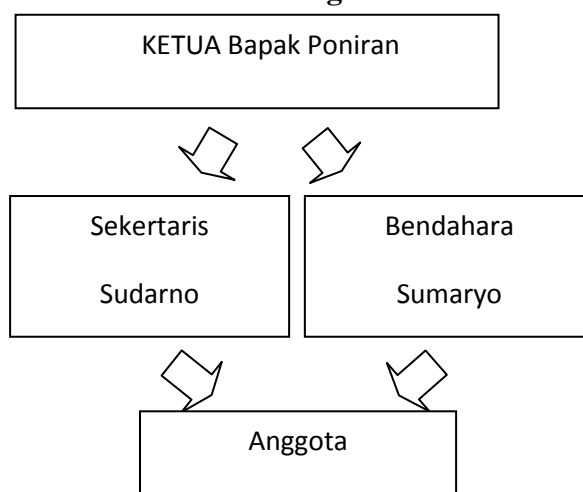 KETUA Bapak Poniran
Sekertaris
Sudarno
Bendahara
Sumaryo
Anggota